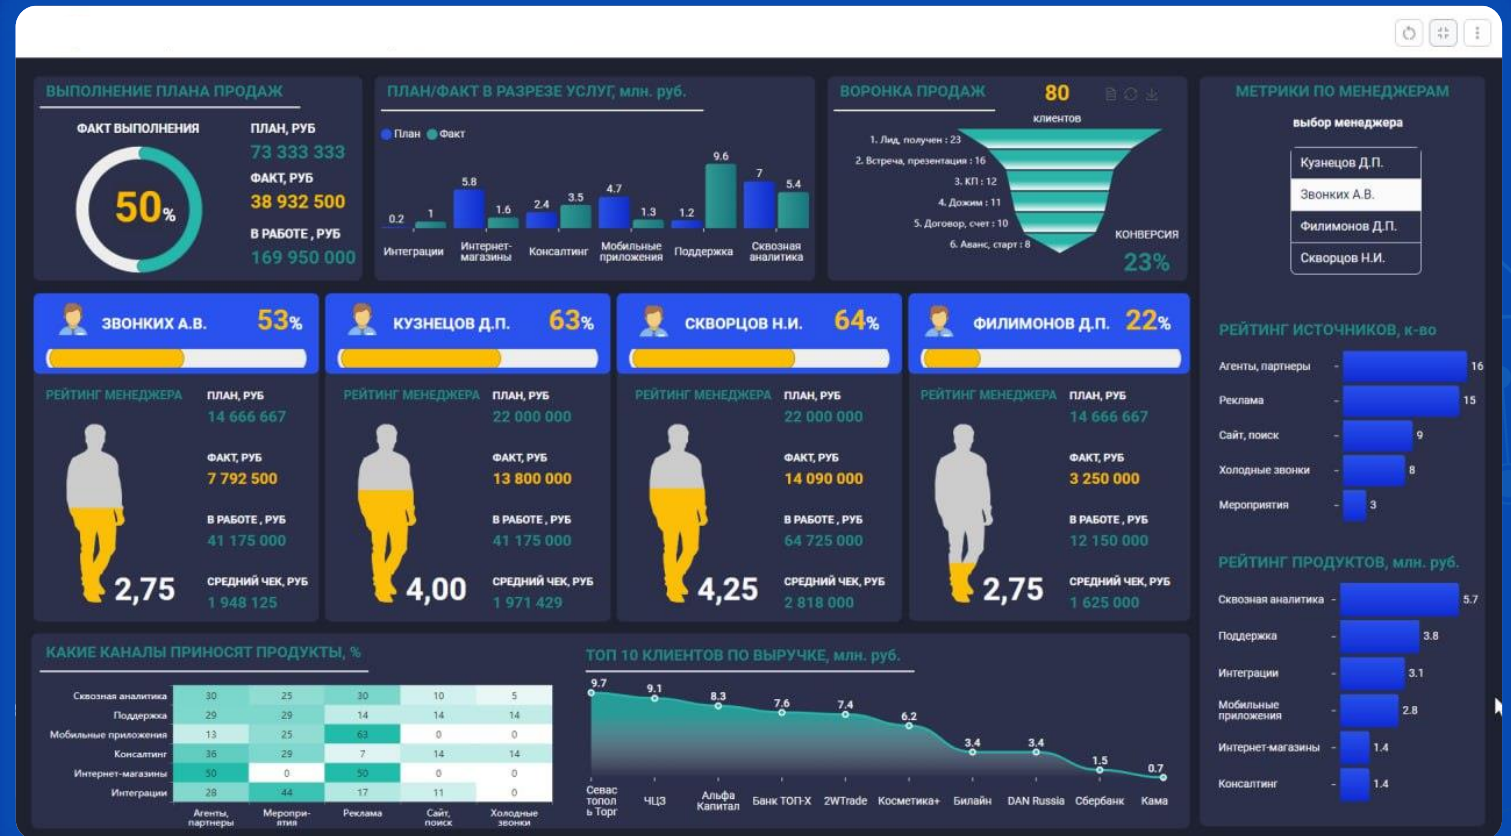 ВЫПОЛНЕНИЕ ПЛАНА ПРОДАЖ
ФАКТ ВЫПОЛНЕНИЯ
50%
ПЛАН, РУБ
73 333 333
ФАКТ, РУБ
38 932 500
В РАБОТЕ , РУБ
169 950 000
ПЛАН/ФАКТ В РАЗРЕЗЕ УСЛУГ, млн. руб.
План Факт
0.2 1
5.8 1.6
2.4 3.5
4.7 1.3
1.2 9.6
7 5.4
Интеграции
Интернет-
магазины
Консалтинг
Мобильные
приложения
Поддержка
Сквозная
аналитика
ВОРОНКА ПРОДАЖ
80
клиентов
1. Лид, получен : 23
2. Встреча, презентация : 16
3. КП : 12
4. Дожим : 11
5. Договор, счет : 10
6. Аванс, старт : 8
КОНВЕРСИЯ
23%
МЕТРИКИ ПО МЕНЕДЖЕРАМ
выбор менеджера
Кузнецов Д.П.
Звонких А.В.
Филимонов Д.П.
Скворцов Н.И.
ЗВОНКИХ А.В. 53%
РЕЙТИНГ МЕНЕДЖЕРА
2,75
ПЛАН, РУБ
14 666 667
ФАКТ, РУБ
7 792 500
В РАБОТЕ , РУБ
41 175 000
СРЕДНИЙ ЧЕК, РУБ
1 948 125
КУЗНЕЦОВ Д.П. 63%
РЕЙТИНГ МЕНЕДЖЕРА
4,00
ПЛАН, РУБ
22 000 000
ФАКТ, РУБ
13 800 000
В РАБОТЕ , РУБ
41 175 000
СРЕДНИЙ ЧЕК, РУБ
1 971 429
СКВОРЦОВ Н.И. 64%
РЕЙТИНГ МЕНЕДЖЕРА
4,25
ПЛАН, РУБ
22 000 000
ФАКТ, РУБ
14 090 000
В РАБОТЕ , РУБ
64 725 000
СРЕДНИЙ ЧЕК, РУБ
2 818 000
ФИЛИМОНОВ Д.П. 22%
РЕЙТИНГ МЕНЕДЖЕРА
2,75
ПЛАН, РУБ
14 666 667
ФАКТ, РУБ
3 250 000
В РАБОТЕ , РУБ
12 150 000
СРЕДНИЙ ЧЕК, РУБ
1 625 000
РЕЙТИНГ ИСТОЧНИКОВ, к-во
Агенты, партнеры 16
Реклама 15
Сайт, поиск 9
Холодные звонки 8
Мероприятия 3
РЕЙТИНГ ПРОДУКТОВ, млн. руб.
Сквозная аналитика 5.7
Поддержка 3.8
Интеграции 3.1
Мобильные
приложения 2.8
Интернет-магазины 1.4
Консалтинг 1.4
КАКИЕ КАНАЛЫ ПРИНОСЯТ ПРОДУКТЫ, %
Сквозная аналитика 30 25 30 10 5
Поддержка 29 29 14 14 14
Мобильные приложения 13 25 63 0 0
Консалтинг 36 29 7 14 14
Интернет-магазины 50 0 50 0 0
Интеграции 28 44 17 11 0
Агенты,
партнеры
Меропри-
ятия
Реклама
Сайт,
поиск
Холодные
звонки
ТОП 10 КЛИЕНТОВ ПО ВЫРУЧКЕ, млн. руб.
9.7 9.1 8.3 7.6 7.4 6.2 3.4 3.4 1.5 0.7
Севас
топол
ь Торг
ЧЦЗ
Альфа
Капитал
Банк ТОП-Х
2WTrade
Косметика+
Билайн
DAN Russia
Сбербанк
Кама